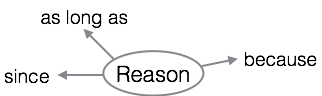 as long as
because
Reason
since